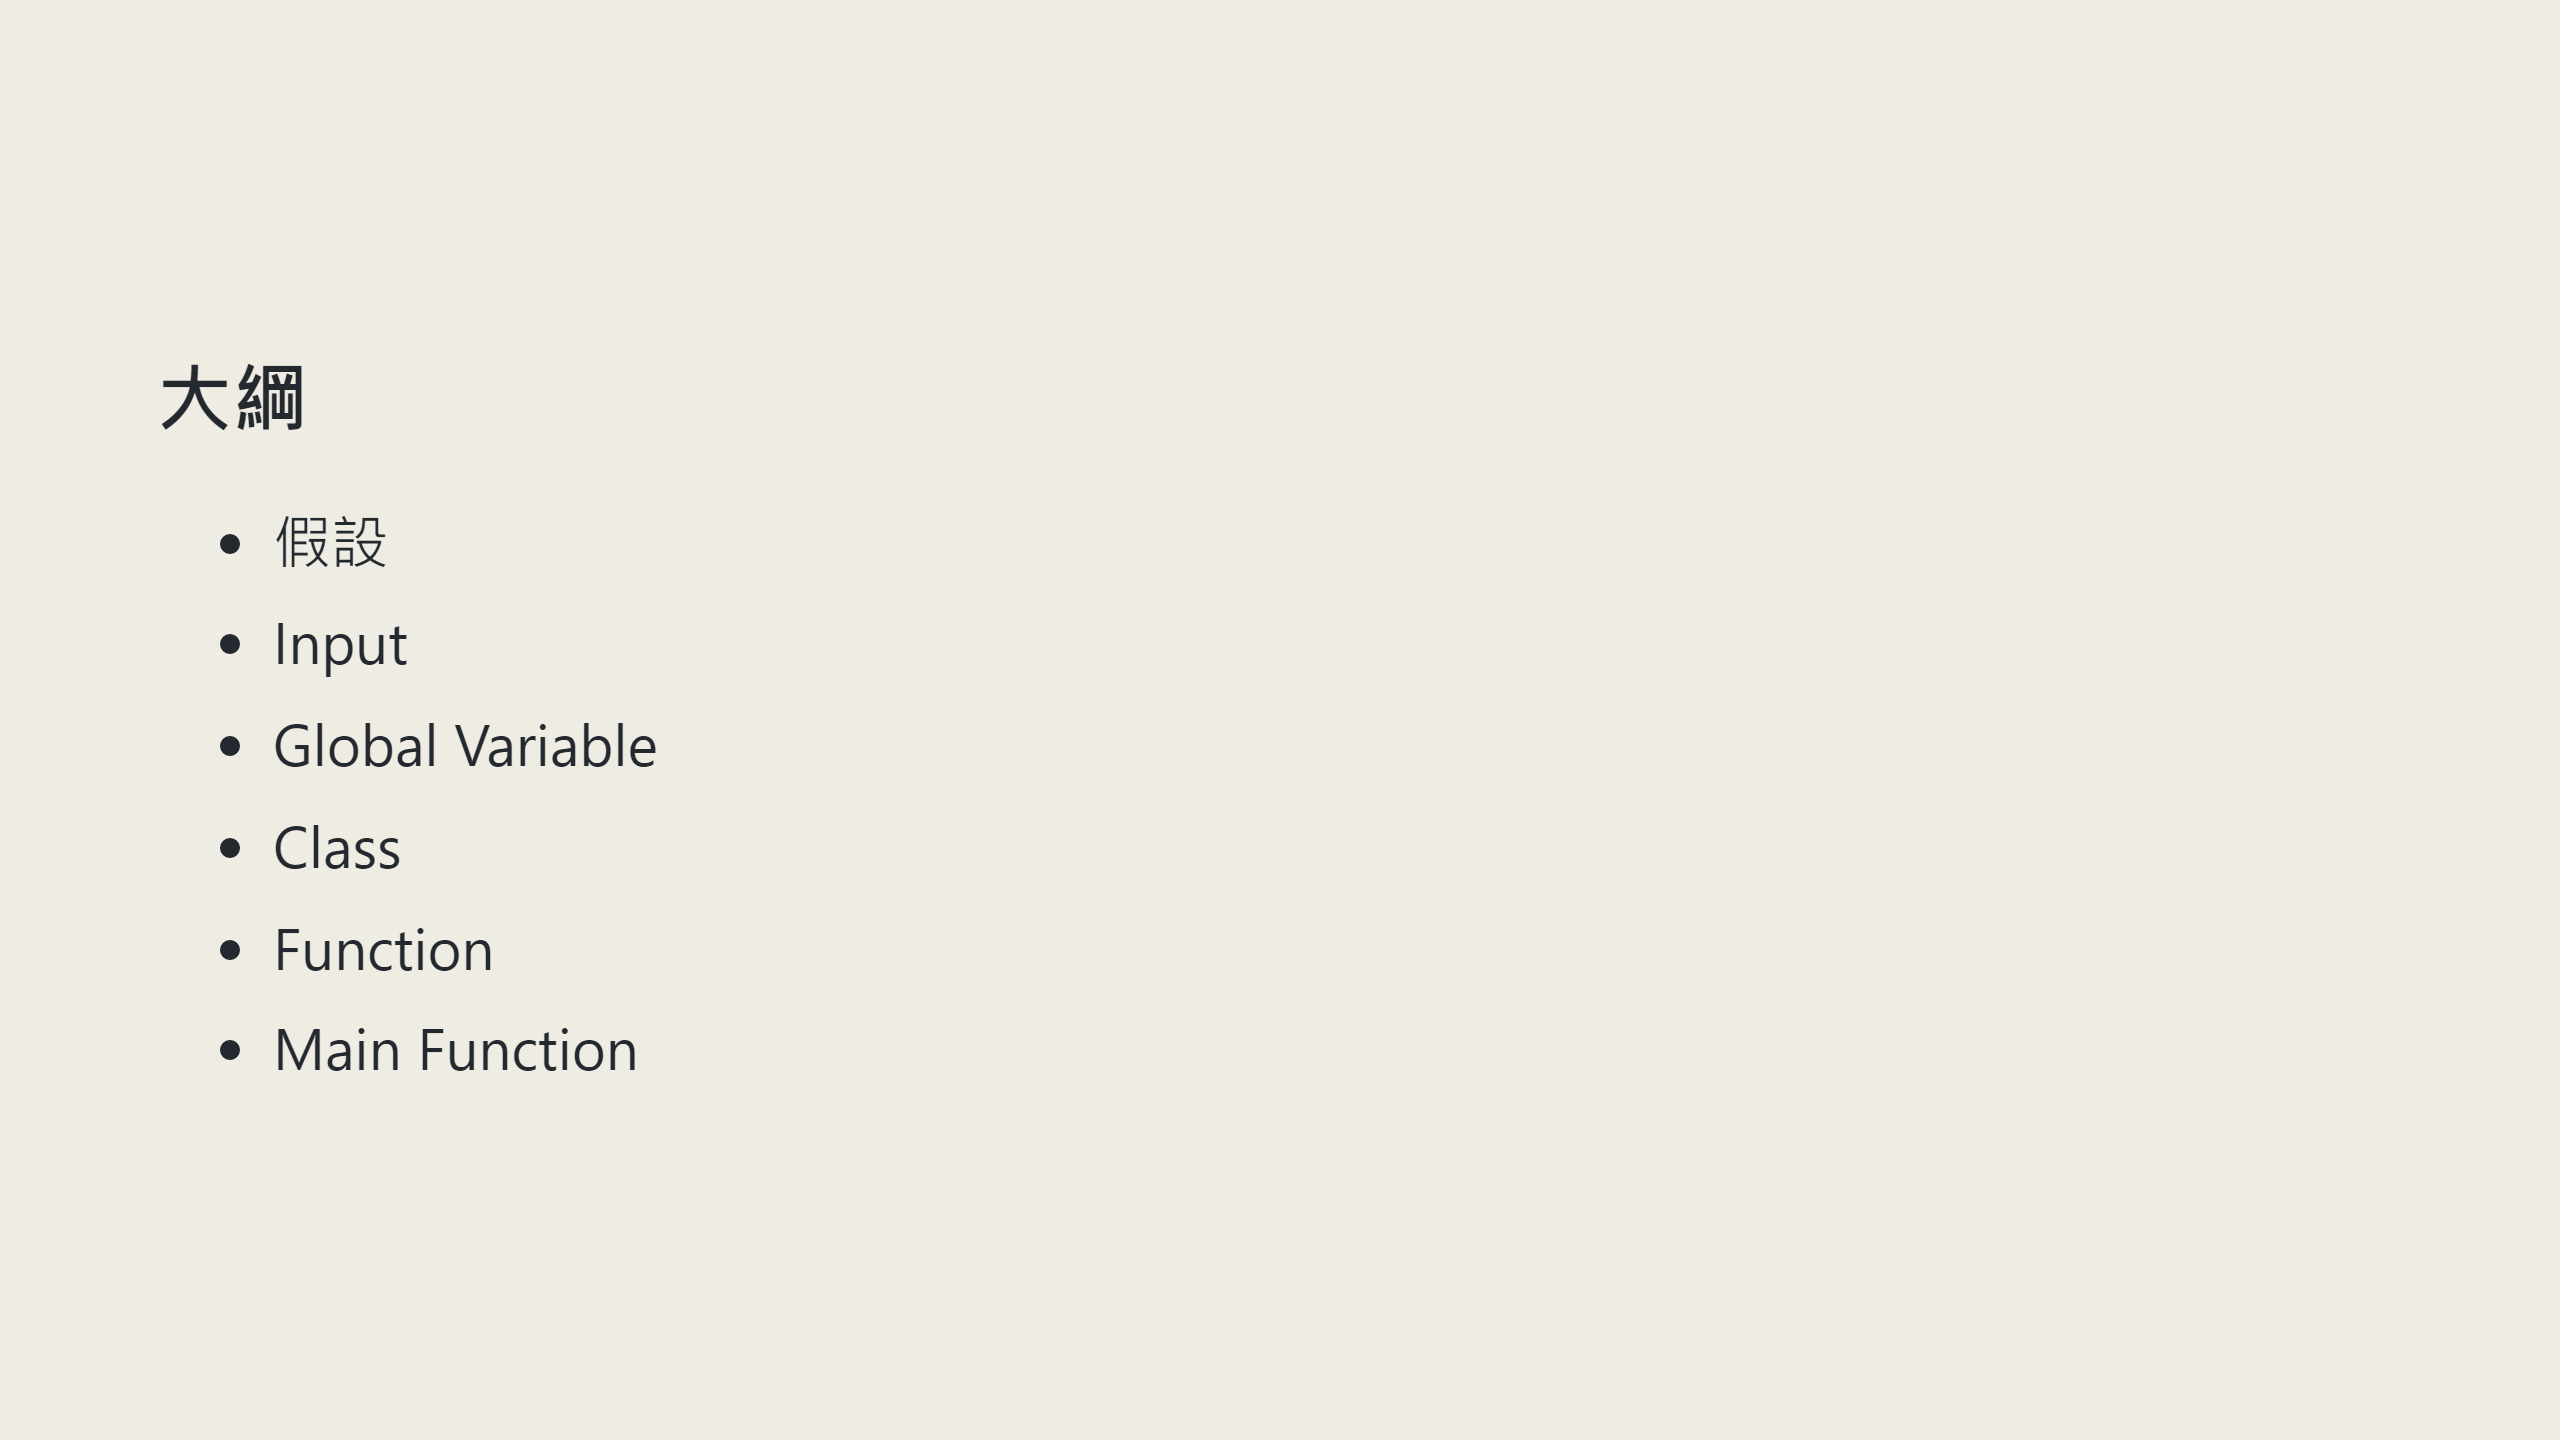 大綱
假設
Input
Global Variable
Class
Function
Main Function